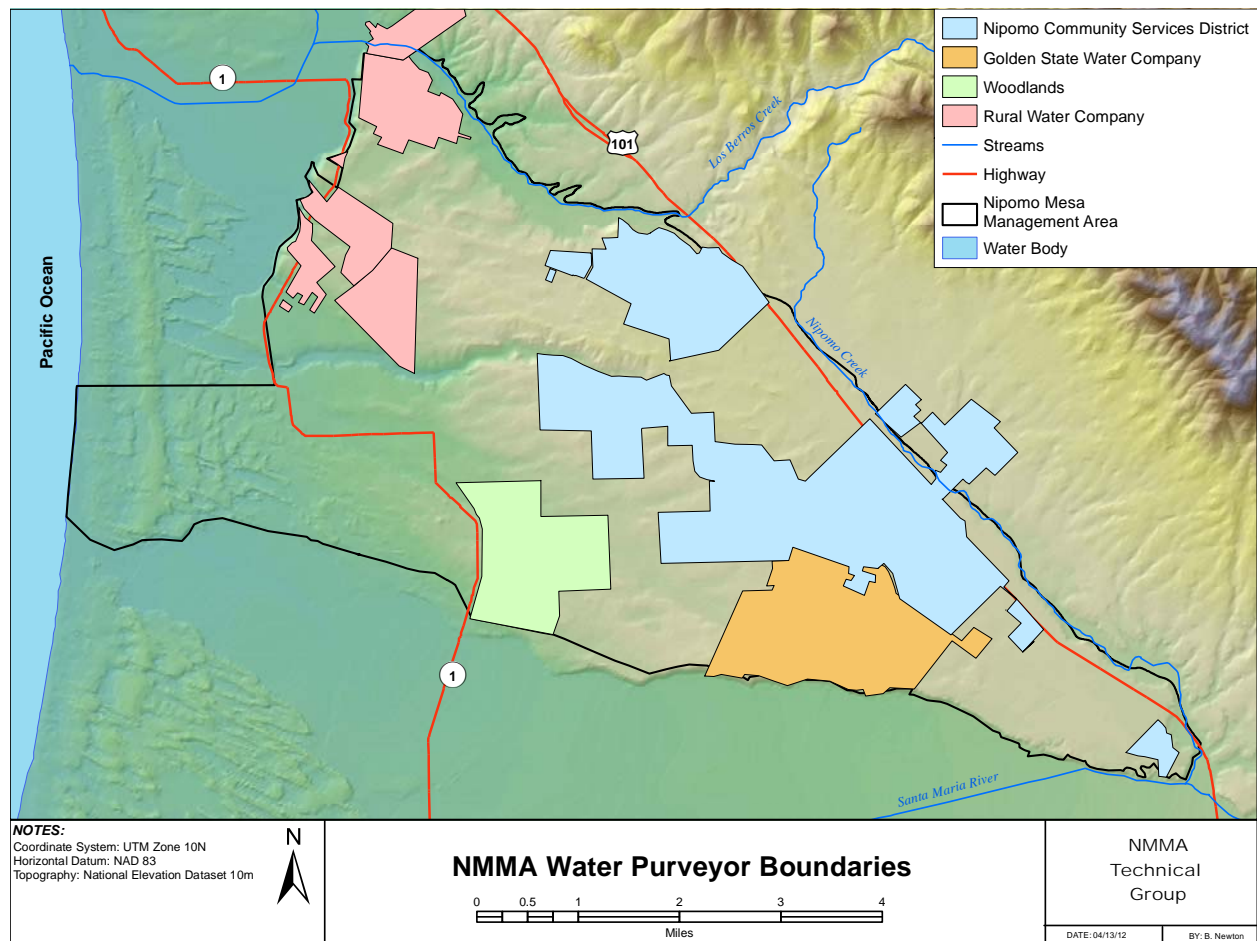 Nipomo Community Services District
Golden State Water Company
Woodlands
Rural Water Company
Streams
Highway
Nipomo Mesa
Management Area
Water Body
1
101
Los Berros Creek
Pacific Ocean
Nipomo Creek
1
Santa Maria River
NOTES:
Coordinate System: UTM Zone 10N
Horizontal Datum: NAD 83
Topography: National Elevation Dataset 10m
N
NMMA Water Purveyor Boundaries
0 0.5 1 2 3 4
Miles
NMMA
Technical
Group
DATE: 04/13/12
BY: B. Newton